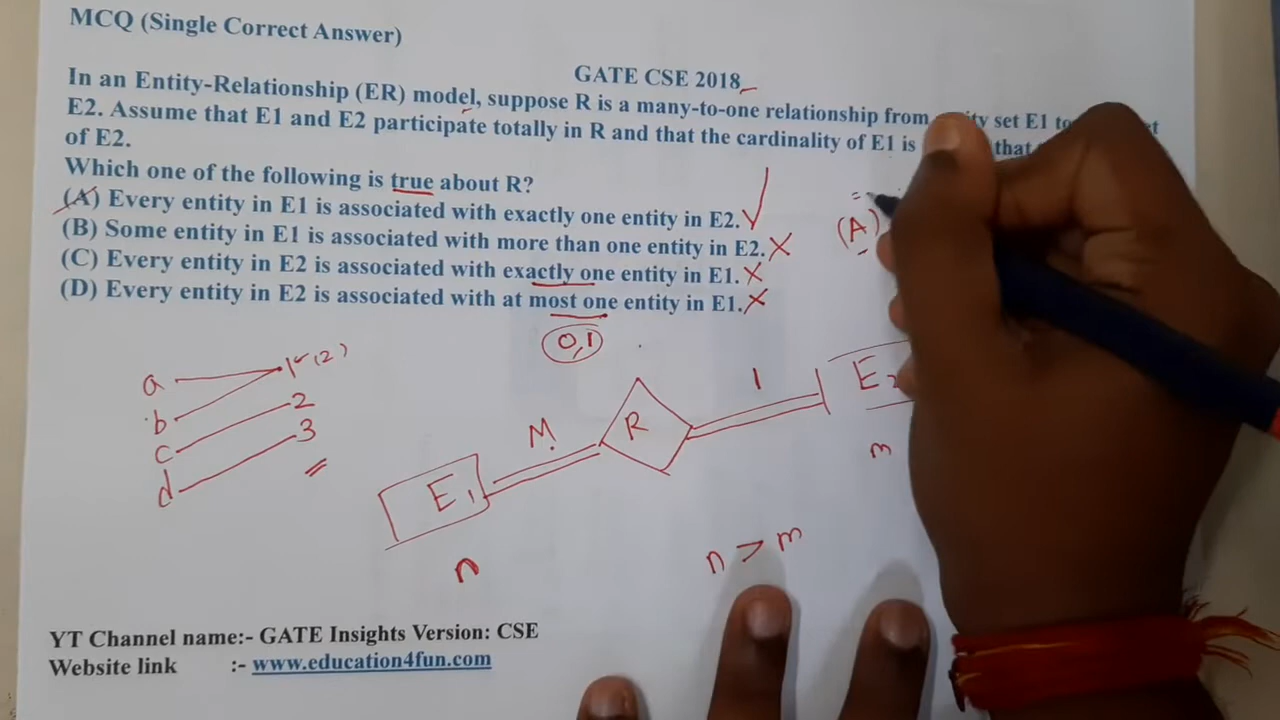 MCQ (Single Correct Answer)
GATE CSE 2018
In an Entity-Relationship (ER) model, suppose R is a many-to-one relationship from set E1
E2. Assume that E1 and E2 participate totally in R and that the cardinality of E1 is that
of E2.
Which one of the following is true about R?
(A) Every entity in E1 is associated with exactly one entity in E2.
(B) Some entity in E1 is associated with more than one entity in E2.
(C) Every entity in E2 is associated with exactly one entity in E1.
(D) Every entity in E2 is associated with at most one entity in E1.
(A)
0,1
a
1 (2)
b
2
c
3
d
E1
M
R
1
E2
n
m
n > m
YT Channel name:- GATE Insights Version: CSE
Website link :- www.education4fun.com